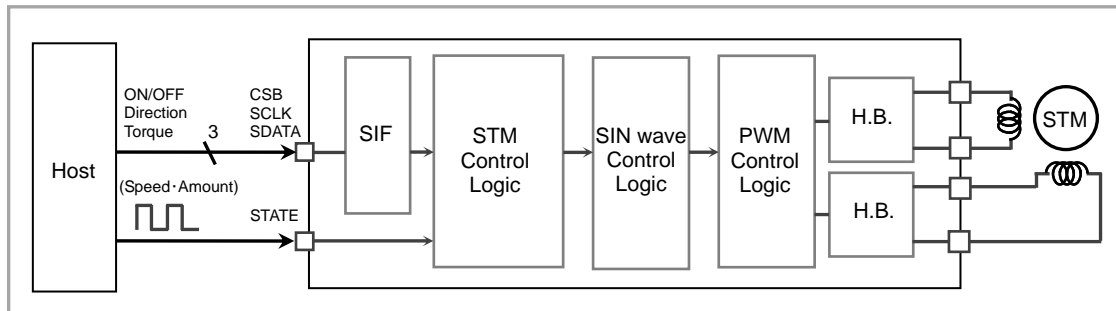 Host
ON/OFF
Direction
Torque
3
CSB
SCLK
SDATA
(Speed・Amount)
STATE
SIF
STM
Control
Logic
SIN wave
Control
Logic
PWM
Control
Logic
H.B.
H.B.
STM